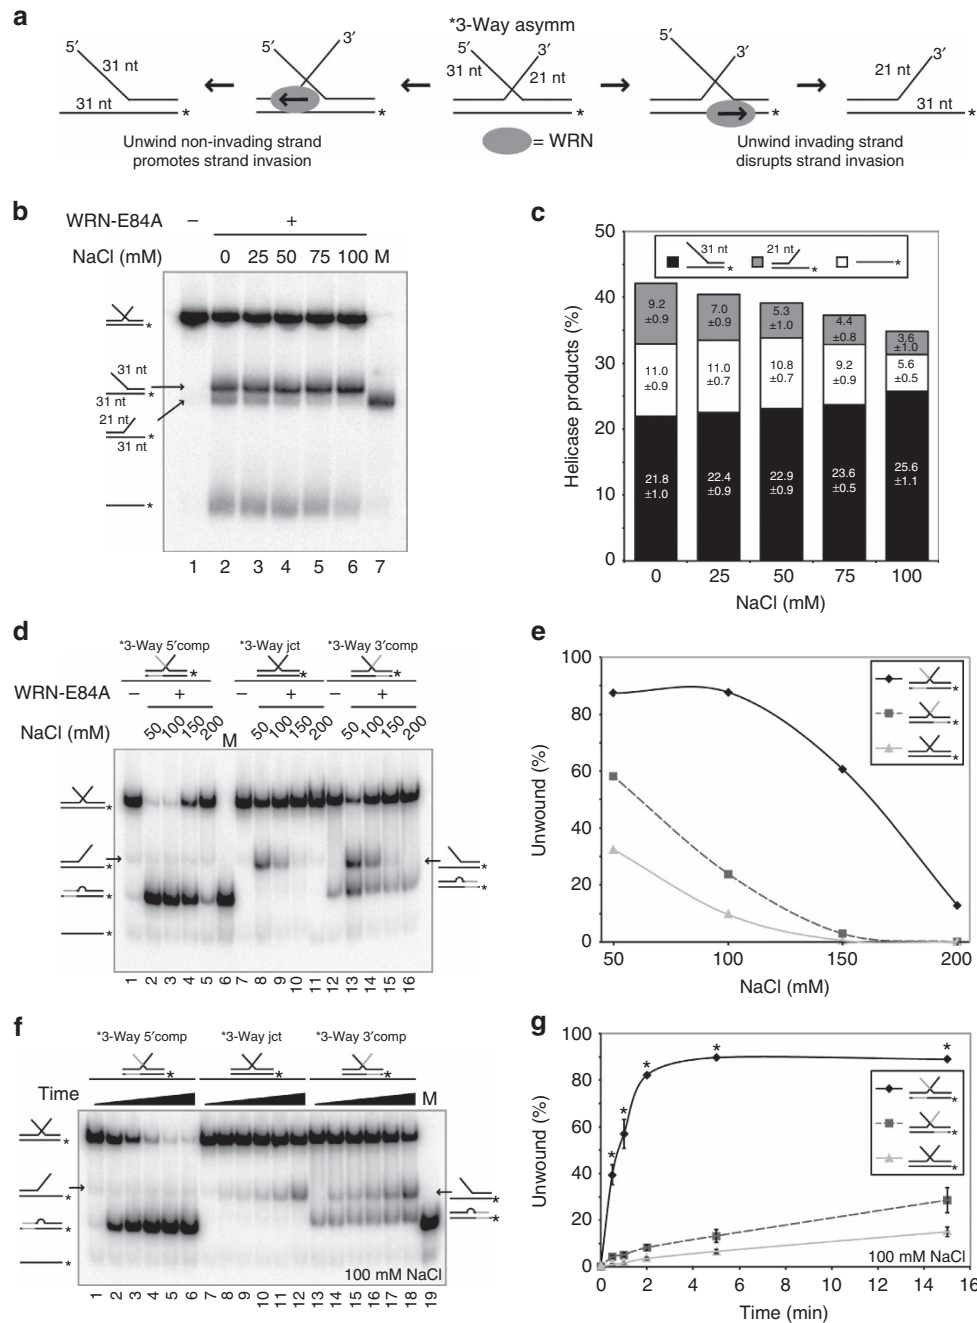 a
*3-Way asymm
5′
31 nt
31 nt
*
5′
3′
*
5′
31 nt
3′
21 nt
*
5′
3′
*
3′
21 nt
31 nt
*
Unwind non-invading strand
promotes strand invasion
= WRN
Unwind invading strand
disrupts strand invasion
b
WRN-E84A
– +
NaCl (mM) 0 25 50 75 100 M
*
31 nt
*
31 nt
21 nt
*
31 nt
*
1 2 3 4 5 6 7
c
Helicase products (%)
50
40
30
20
10
0
31 nt
*
21 nt
*
*
9.2
±0.9
7.0
±0.9
5.3
±1.0
4.4
±0.8
3.6
±1.0
11.0
±0.9
11.0
±0.7
10.8
±0.7
9.2
±0.9
5.6
±0.5
21.8
±1.0
22.4
±0.9
22.9
±0.9
23.6
±0.5
25.6
±1.1
0 25 50 75 100
NaCl (mM)
d
*3-Way 5′comp *3-Way jct *3-Way 3′comp
* * *
WRN-E84A – + – + – +
NaCl (mM) 50 100 150 200 M 50 100 150 200 50 100 150 200
*
*
*
*
*
*
1 2 3 4 5 6 7 8 9 10 11 12 13 14 15 16
e
Unwound (%)
100
80
60
40
20
0
*
*
*
50 100 150 200
NaCl (mM)
f
*3-Way 5′comp *3-Way jct *3-Way 3′comp
* * *
Time M
*
*
*
*
*
*
100 mM NaCl
1 2 3 4 5 6 7 8 9 10 11 12 13 14 15 16 17 18 19
g
Unwound (%)
100
80
60
40
20
0
* * * * *
*
*
*
100 mM NaCl
0 2 4 6 8 10 12 14 16
Time (min)